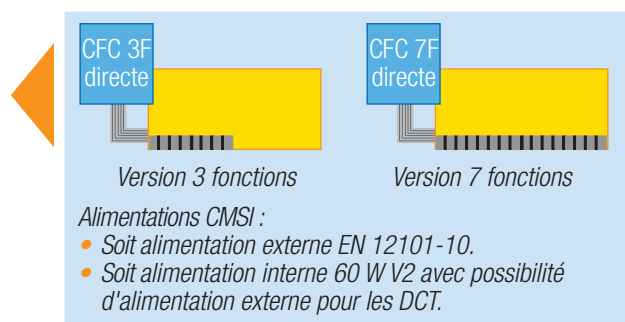 CFC 3F
directe
CFC 7F
directe
Version 3 fonctions
Version 7 fonctions
Alimentations CMSI :
• Soit alimentation externe EN 12101-10.
• Soit alimentation interne 60 W V2 avec possibilité
d'alimentation externe pour les DCT.